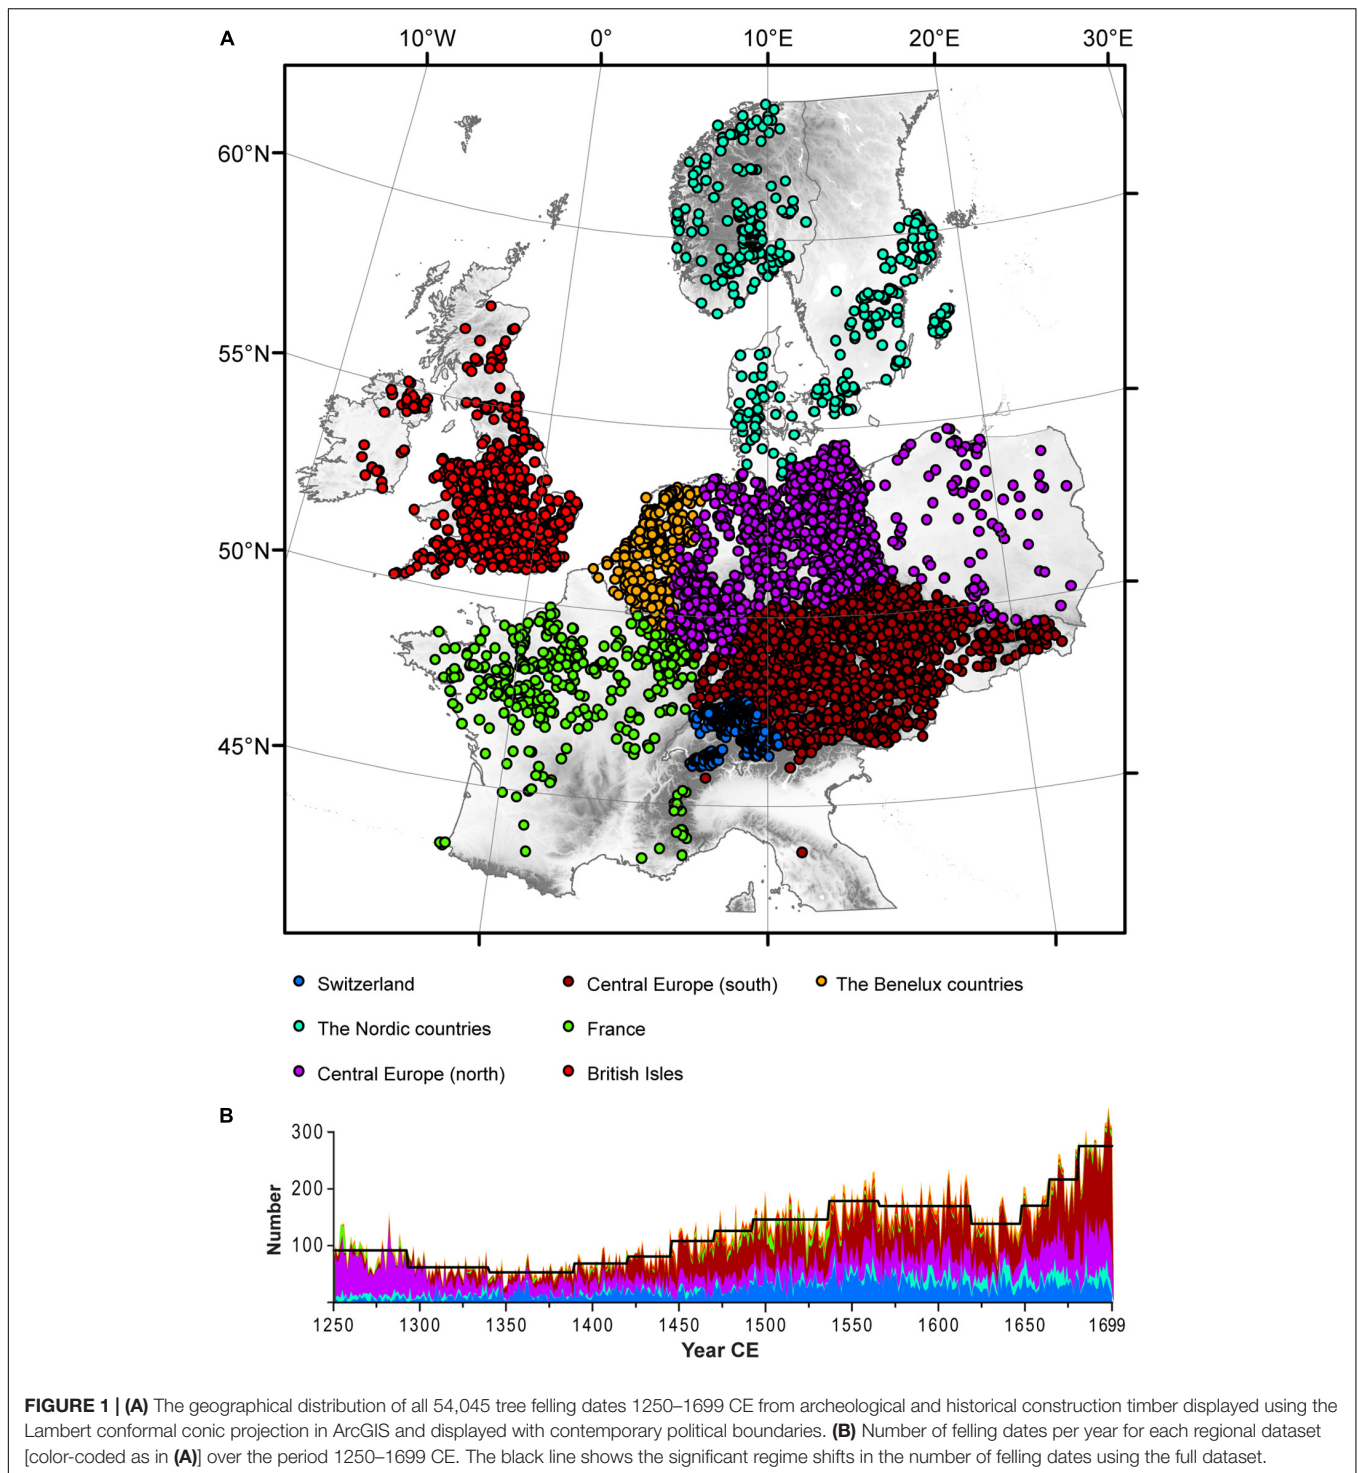 A
10°W 0° 10°E 20°E 30°E
60°N
55°N
50°N
45°N
Switzerland Central Europe (south) The Benelux countries
The Nordic countries France
Central Europe (north) British Isles
B
300
200
100
Number
1250 1300 1350 1400 1450 1500 1550 1600 1650 1699
Year CE
FIGURE 1 | (A) The geographical distribution of all 54,045 tree felling dates 1250–1699 CE from archeological and historical construction timber displayed using the
Lambert conformal conic projection in ArcGIS and displayed with contemporary political boundaries. (B) Number of felling dates per year for each regional dataset
[color-coded as in (A)] over the period 1250–1699 CE. The black line shows the significant regime shifts in the number of felling dates using the full dataset.